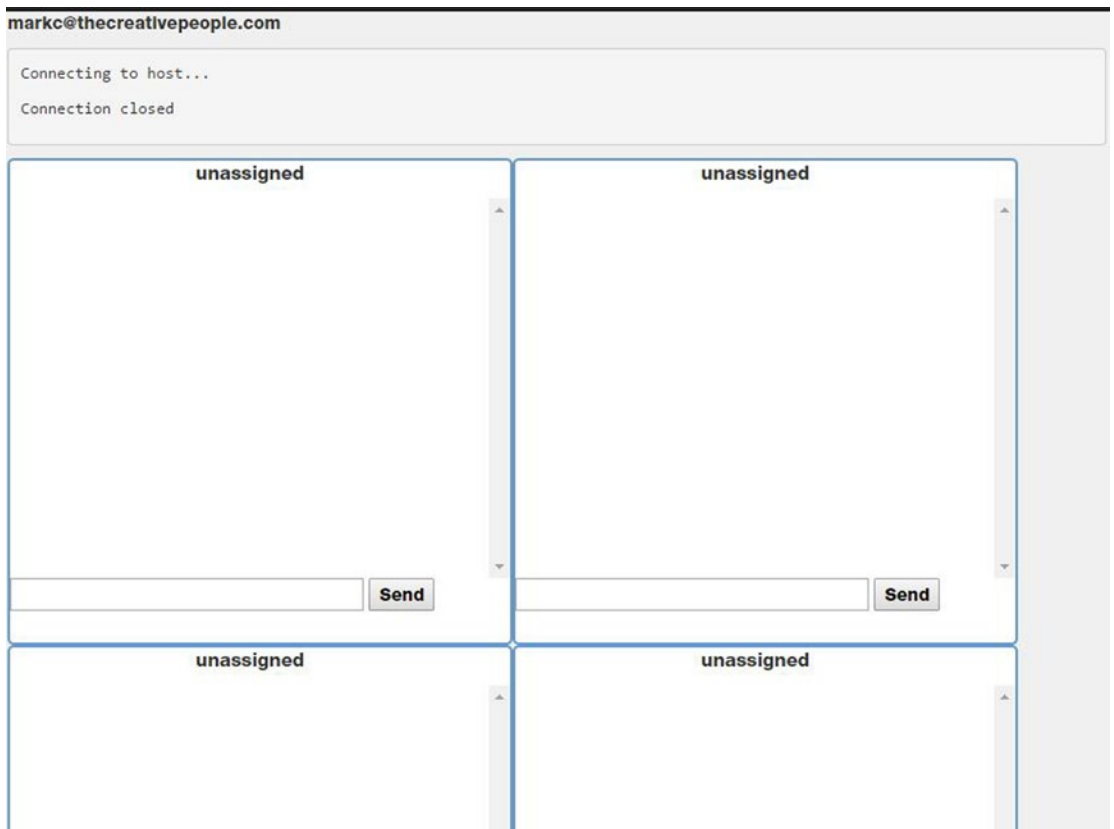 markc@thecreativepeople.com
Connecting to host...
Connection closed
unassigned
unassigned
Send
Send
unassigned
unassigned